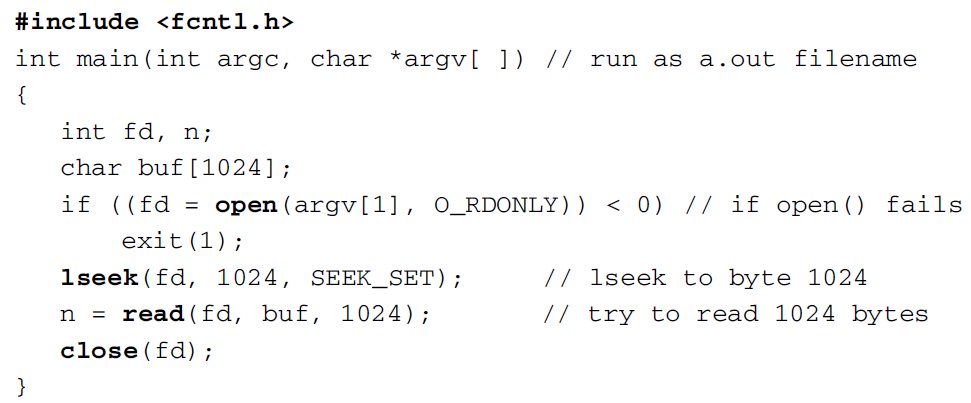 #include <fcntl.h>
int main(int argc, char *argv[ ]) // run as a.out filename
{
int fd, n;
char buf[1024];
if ((fd = open(argv[1], O_RDONLY)) < 0) // if open() fails
exit(1);
lseek(fd, 1024, SEEK_SET); // lseek to byte 1024
n = read(fd, buf, 1024); // try to read 1024 bytes
close(fd);
}